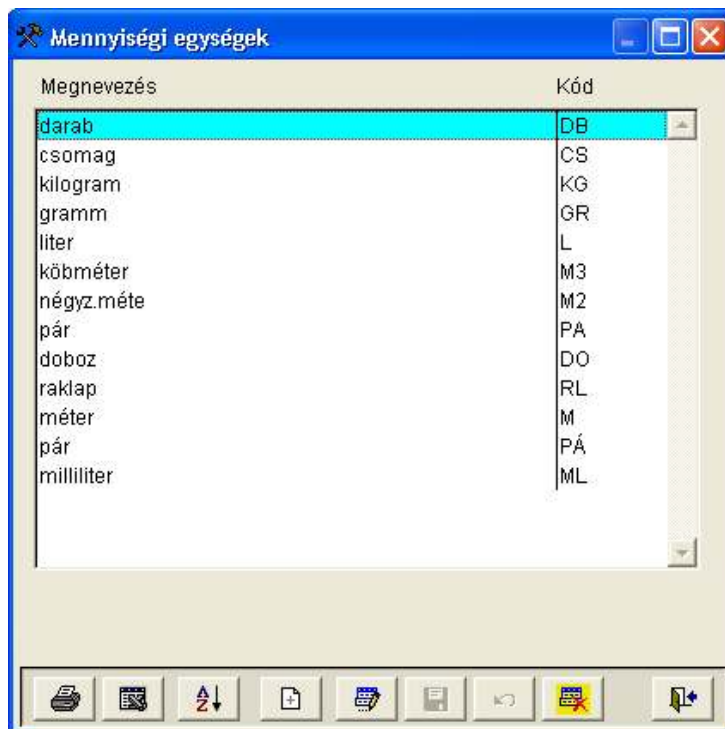 Mennyiségi egységek
Megnevezés Kód
darab DB
csomag CS
kilogram KG
gramm GR
liter L
köbméter M3
négyz.méte M2
pár PA
doboz DO
raklap RL
méter M
pár PÁ
milliliter ML
A
Z